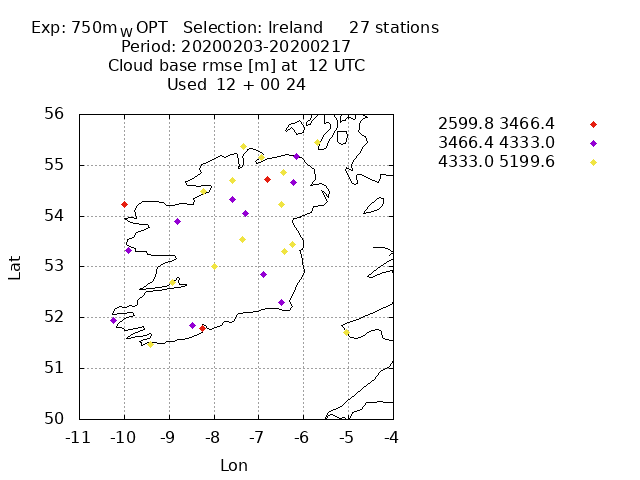 Exp: 750m_W OPT Selection: Ireland 27 stations
Period: 20200203-20200217
Cloud base rmse [m] at 12 UTC
Used 12 + 00 24
2599.8 3466.4
3466.4 4333.0
4333.0 5199.6
56
55
54
53
52
51
50
Lat
-11 -10 -9 -8 -7 -6 -5 -4
Lon